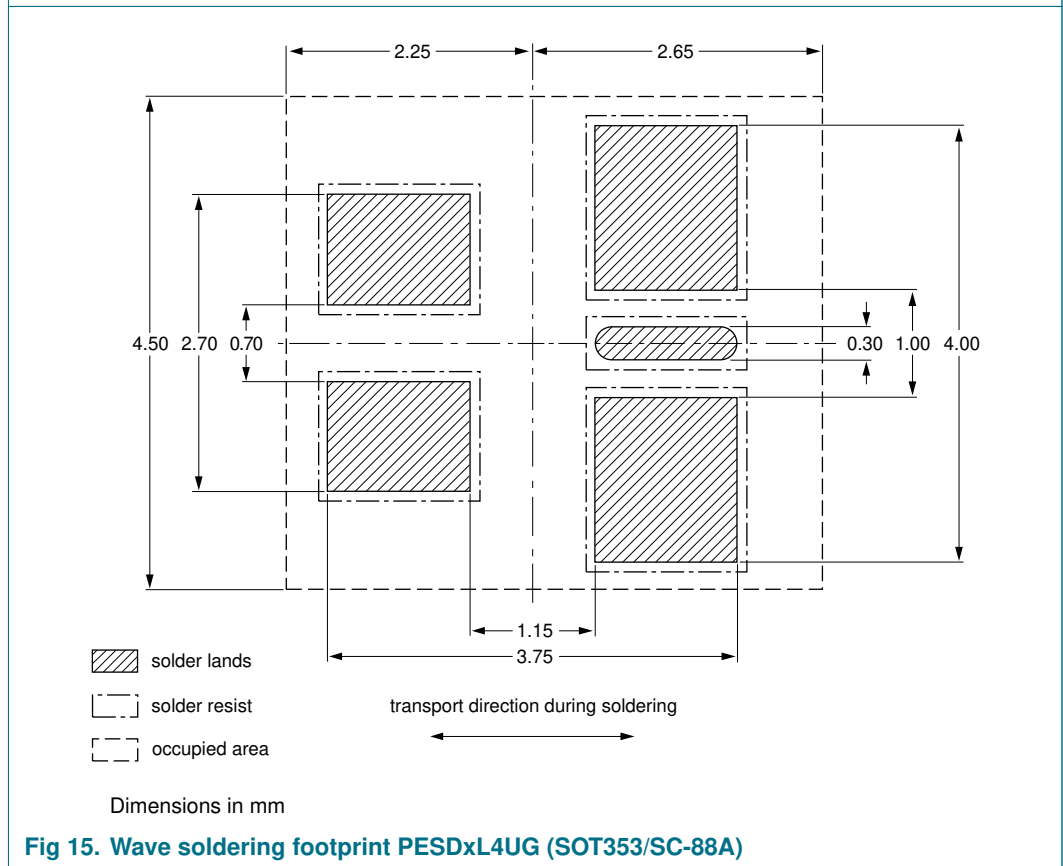 2.25 2.65
4.50 2.70 0.70 0.30 1.00 4.00
1.15
3.75
solder lands
solder resist
transport direction during soldering
occupied area
Dimensions in mm
Fig 15. Wave soldering footprint PESDxL4UG (SOT353/SC-88A)